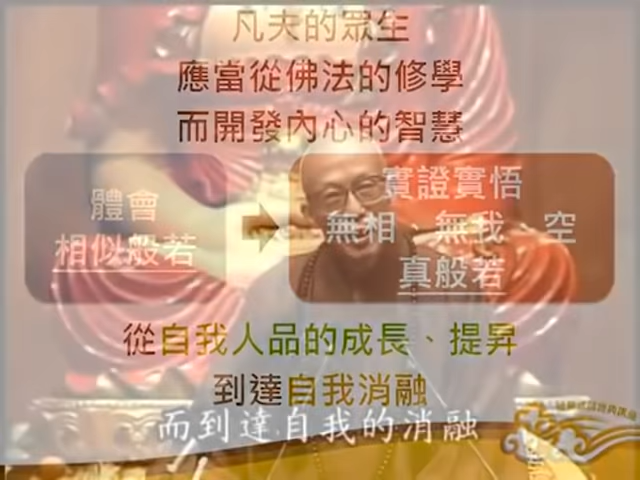 凡夫的眾生
應當從佛法的修學
而開發內心的智慧
體會
相似般若
實證實悟
無相、無我、空
真般若
從自我人品的成長、提昇
到達自我消融
而到達自我的消融